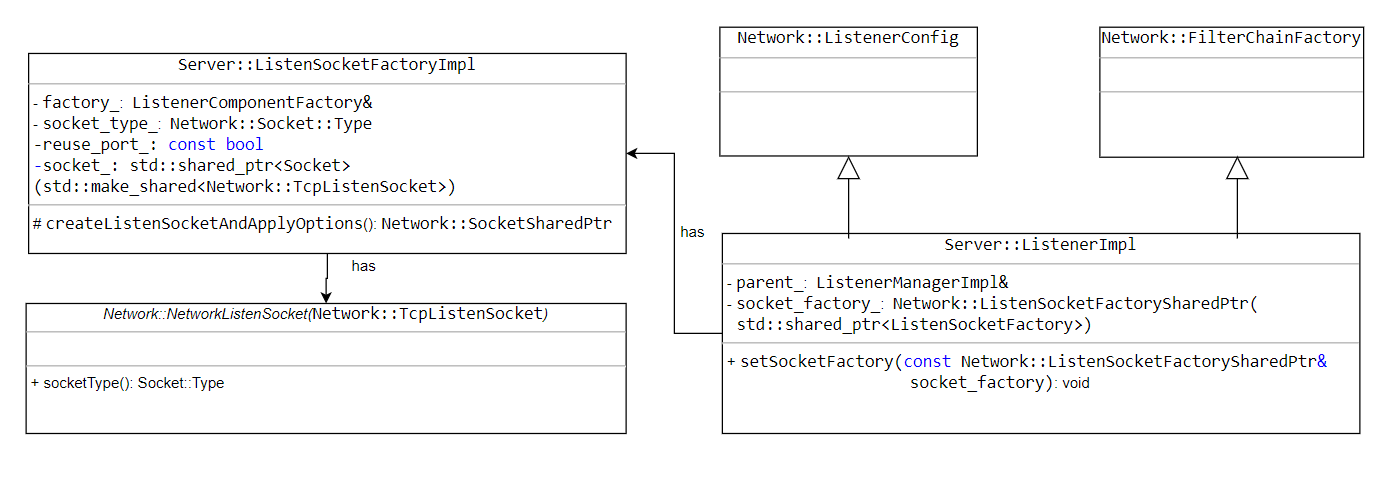 Server::ListenSocketFactoryImpl
- factory_: ListenerComponentFactory&
- socket_type_: Network::Socket::Type
-reuse_port_: const bool
-socket_: std::shared_ptr<Socket>
(std::make_shared<Network::TcpListenSocket>)
# createListenSocketAndApplyOptions(): Network::SocketSharedPtr
has
Network::NetworkListenSocket(Network::TcpListenSocket)
+ socketType(): Socket::Type
has
Network::ListenerConfig
Network::FilterChainFactory
Server::ListenerImpl
- parent_: ListenerManagerImpl&
- socket_factory_: Network::ListenSocketFactorySharedPtr(
std::shared_ptr<ListenSocketFactory>)
+ setSocketFactory(const Network::ListenSocketFactorySharedPtr&
socket_factory): void